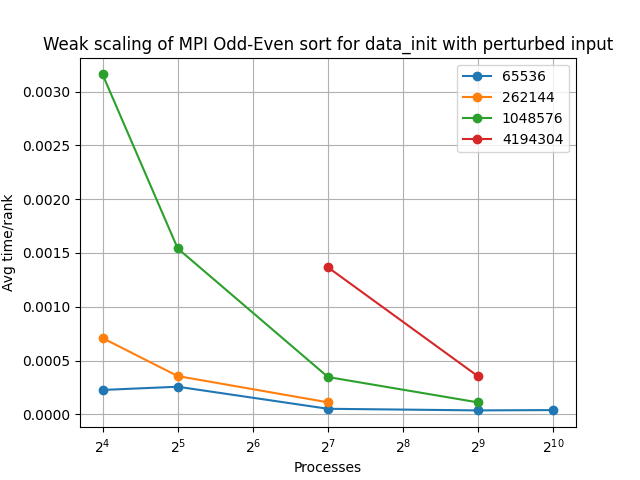 Weak scaling of MPI Odd-Even sort for data_init with perturbed input
65536
262144
1048576
4194304
Avg time/rank
0.0030
0.0025
0.0020
0.0015
0.0010
0.0005
0.0000
2^4 2^5 2^6 2^7 2^8 2^9 2^10
Processes